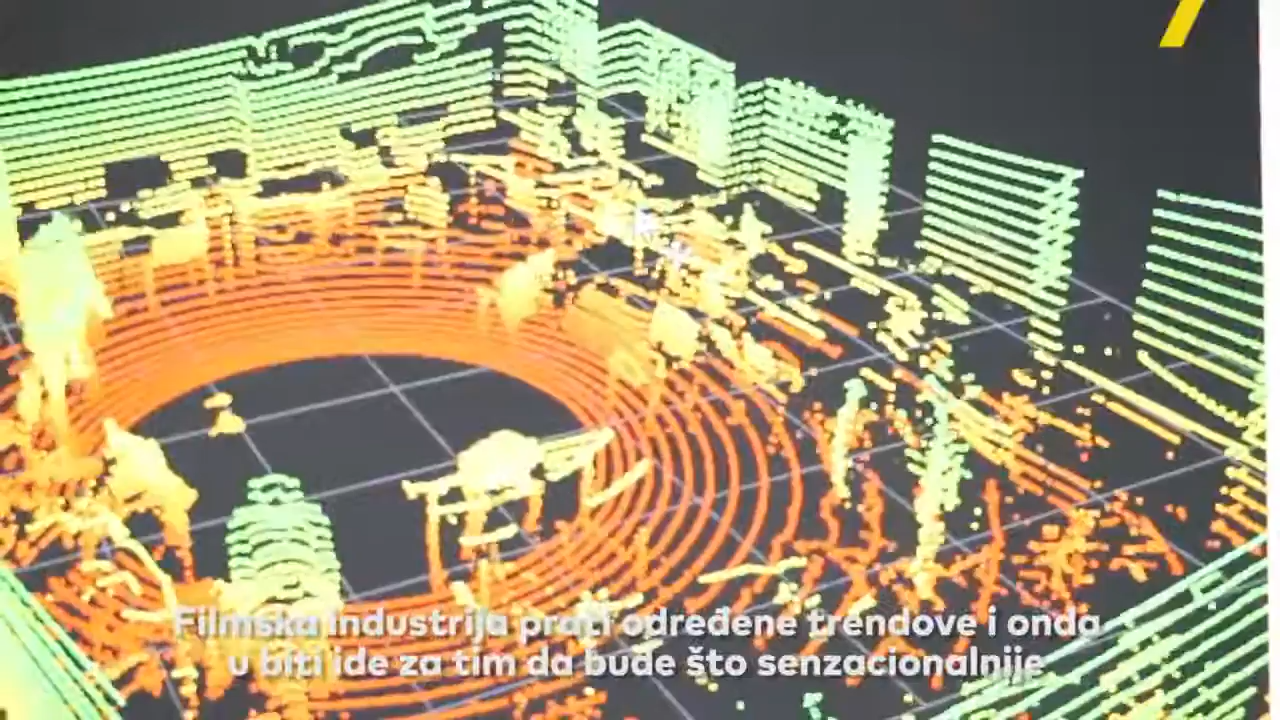 Filmska industrija prati određene trendove i onda
u biti ide za tim da bude što senzacionalnije